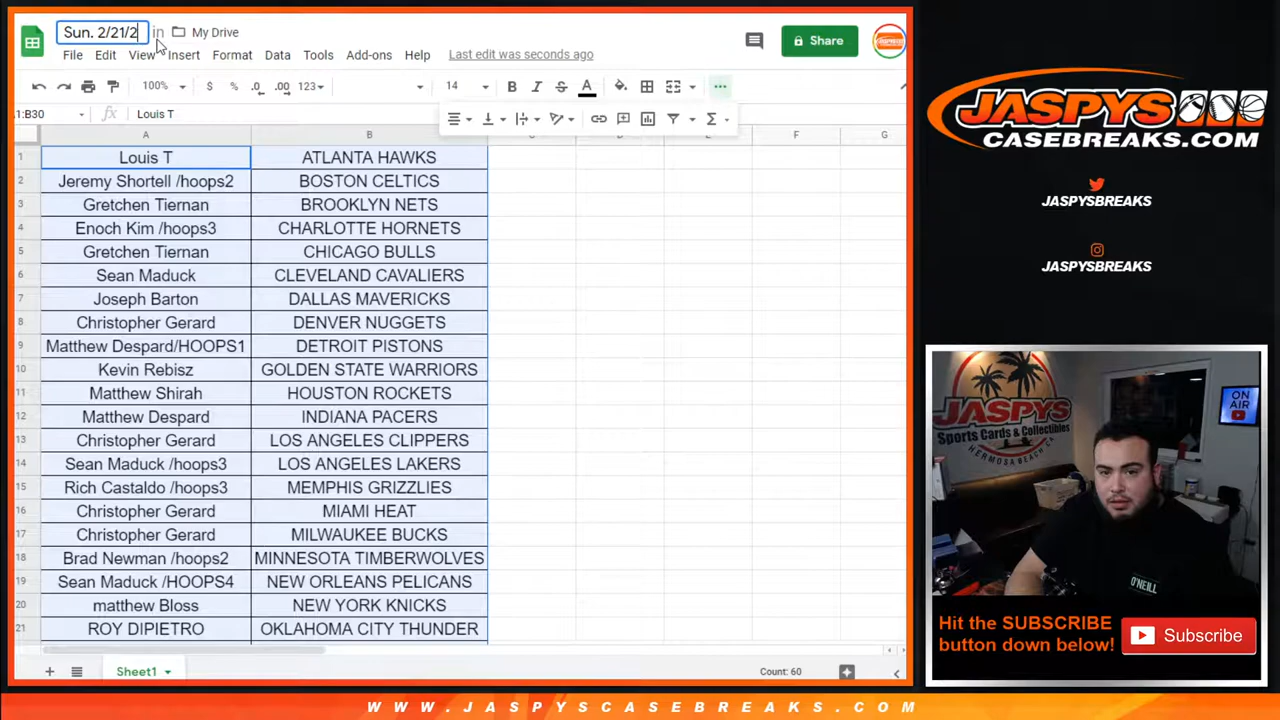 Sun. 2/21/2 in My Drive
File Edit View Insert Format Data Tools Add-ons Help Last edit was seconds ago
Share
100% $ % .0 .00 123 14 B I S A
A1:B30 fx Louis T
A B C D E F G
1 Louis T ATLANTA HAWKS
2 Jeremy Shortell /hoops2 BOSTON CELTICS
3 Gretchen Tiernan BROOKLYN NETS
4 Enoch Kim /hoops3 CHARLOTTE HORNETS
5 Gretchen Tiernan CHICAGO BULLS
6 Sean Maduck CLEVELAND CAVALIERS
7 Joseph Barton DALLAS MAVERICKS
8 Christopher Gerard DENVER NUGGETS
9 Matthew Despard/HOOPS1 DETROIT PISTONS
10 Kevin Rebisz GOLDEN STATE WARRIORS
11 Matthew Shirah HOUSTON ROCKETS
12 Matthew Despard INDIANA PACERS
13 Christopher Gerard LOS ANGELES CLIPPERS
14 Sean Maduck /hoops3 LOS ANGELES LAKERS
15 Rich Castaldo /hoops3 MEMPHIS GRIZZLIES
16 Christopher Gerard MIAMI HEAT
17 Christopher Gerard MILWAUKEE BUCKS
18 Brad Newman /hoops2 MINNESOTA TIMBERWOLVES
19 Sean Maduck /HOOPS4 NEW ORLEANS PELICANS
20 matthew Bloss NEW YORK KNICKS
21 ROY DIPIETRO OKLAHOMA CITY THUNDER
Sheet1 Count: 60
JASPYS
CASEBREAKS.COM
JASPYSBREAKS
JASPYSBREAKS
JASPYS
Sports Cards & Collectibles
HERMOSA BEACH CA
ON
AIR
O'NEILL
Hit the SUBSCRIBE
button down below!
Subscribe
WWW.JASPYSCASEBREAKS.COM